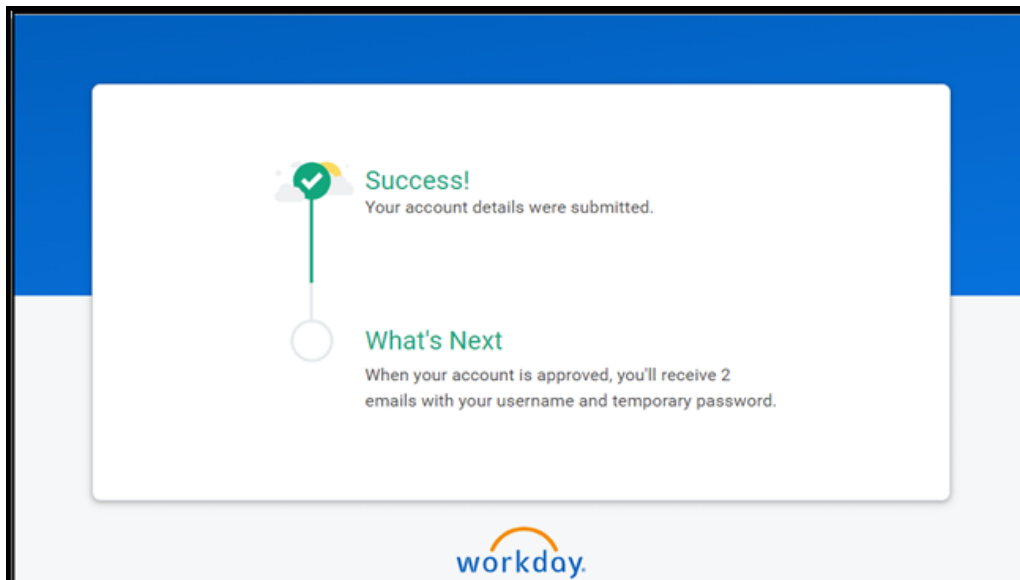 Success!
Your account details were submitted.
What's Next
When your account is approved, you'll receive 2
emails with your username and temporary password.
workday.